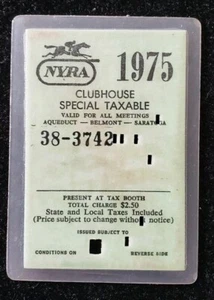 NYRA
1975
CLUBHOUSE
SPECIAL TAXABLE
VALID FOR ALL MEETINGS
AQUEDUCT — BELMONT — SARATOGA
38-3742
PRESENT AT TAX BOOTH
TOTAL CHARGE $2.50
State and Local Taxes Included
(Price subject to change without notice)
ISSUED SUBJECT TO
CONDITIONS ON REVERSE SIDE